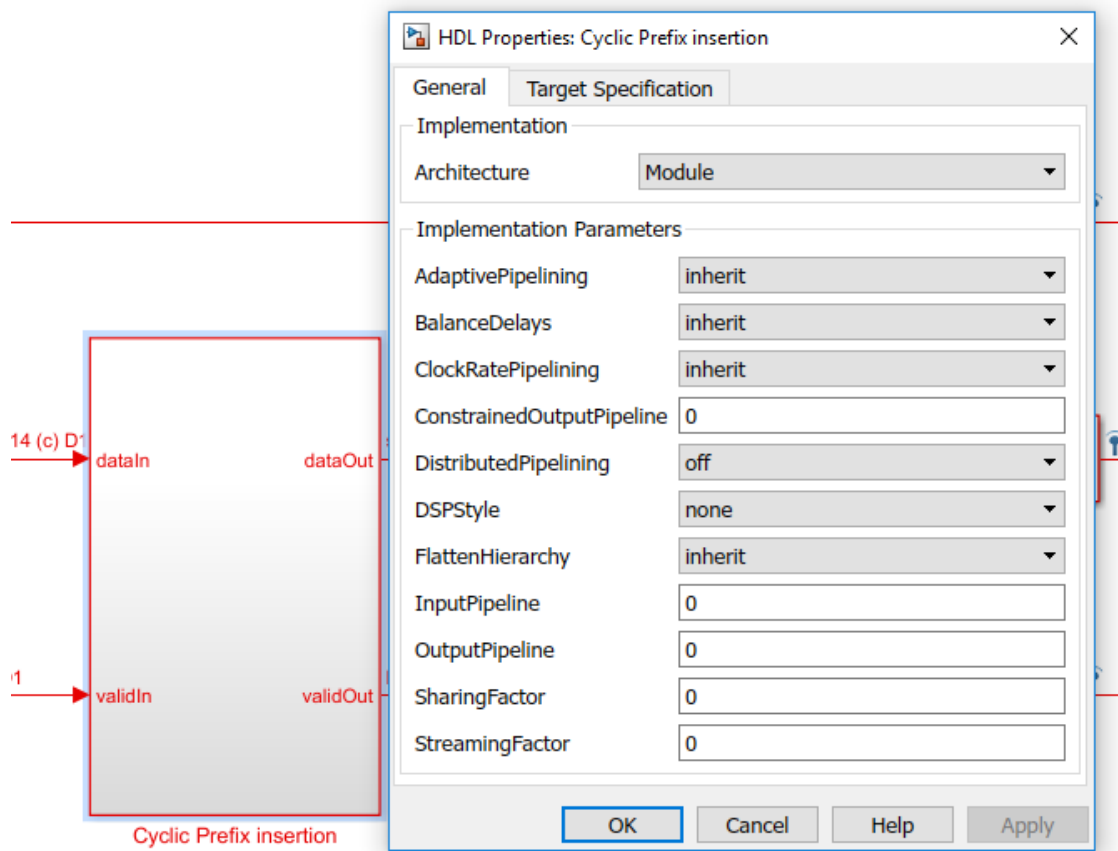 HDL Properties: Cyclic Prefix insertion
General Target Specification
Implementation
Architecture Module
Implementation Parameters
AdaptivePipelining inherit
BalanceDelays inherit
ClockRatePipelining inherit
ConstrainedOutputPipeline 0
DistributedPipelining off
DSPStyle none
FlattenHierarchy inherit
InputPipeline 0
OutputPipeline 0
SharingFactor 0
StreamingFactor 0
OK Cancel Help Apply
14 (c) D1
dataIn dataOut
validIn validOut
Cyclic Prefix insertion